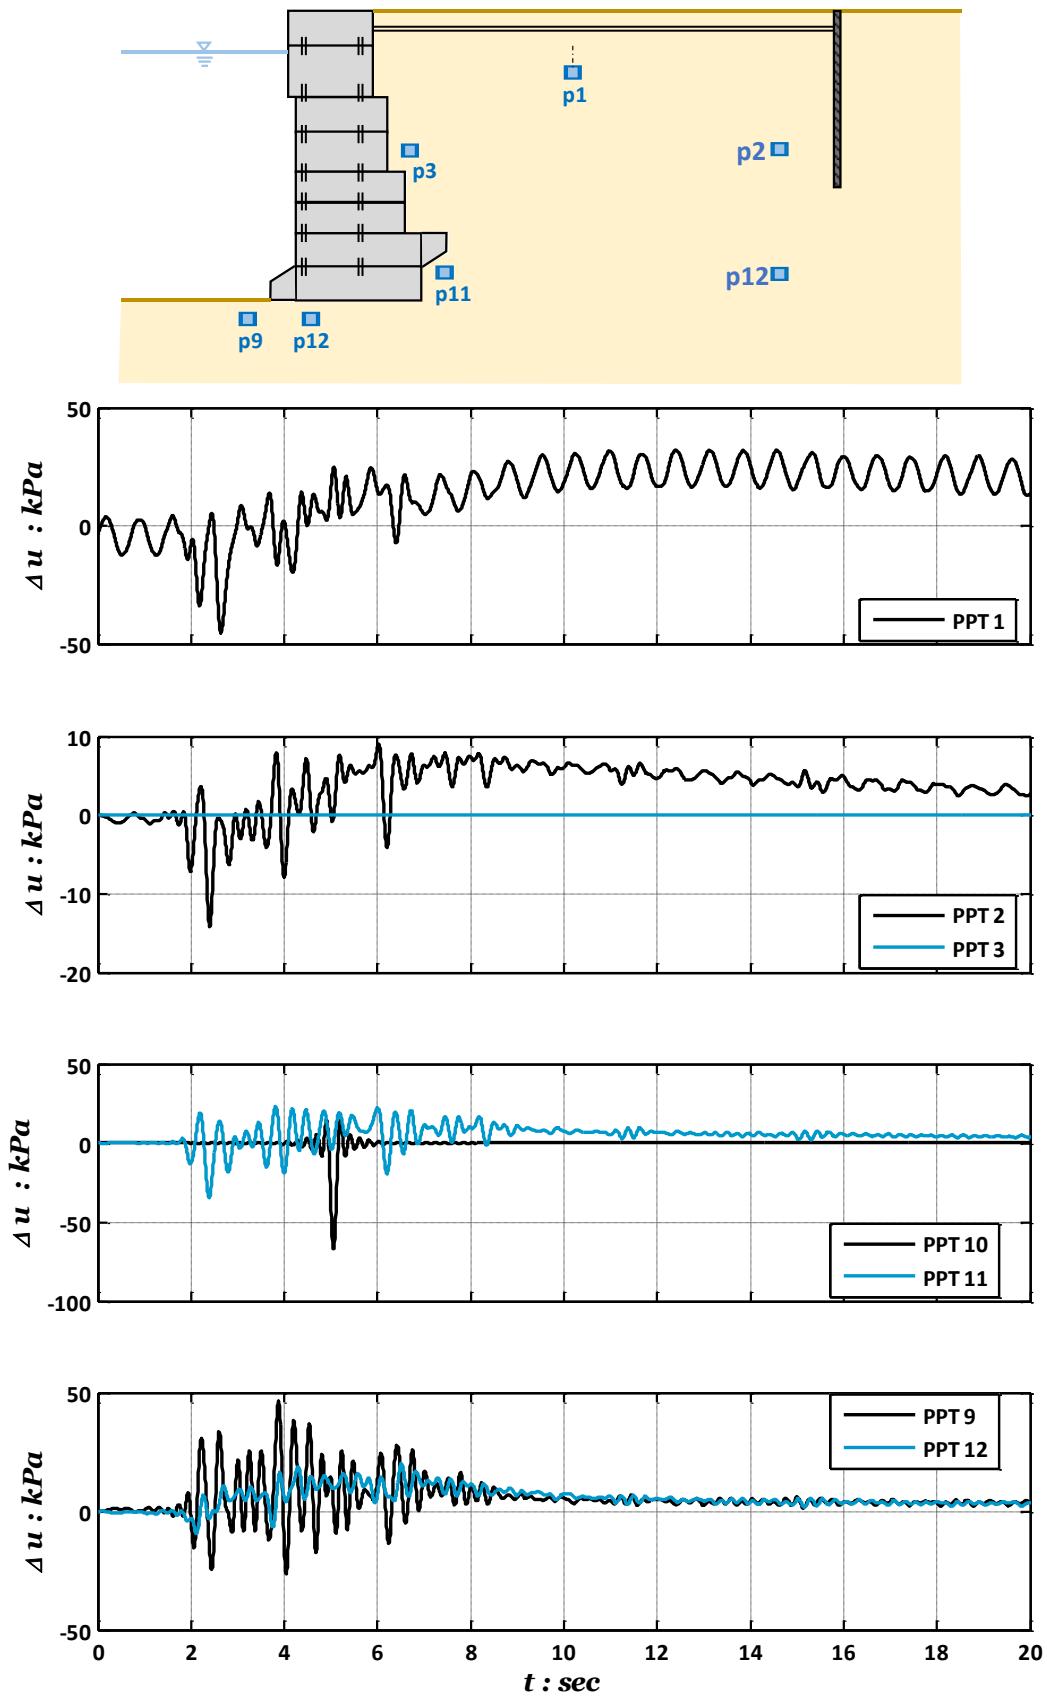 p1
p3
p2
p11
p12
p9
p12
50
0
-50
Δu : kPa
PPT 1
10
0
-10
-20
Δu : kPa
PPT 2
PPT 3
50
0
-50
-100
Δu : kPa
PPT 10
PPT 11
50
0
-50
Δu : kPa
PPT 9
PPT 12
0 2 4 6 8 10 12 14 16 18 20
t : sec